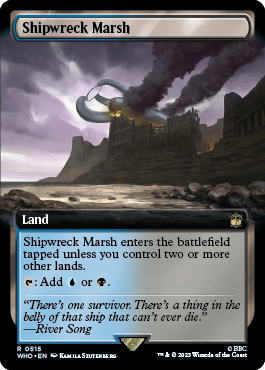 Shipwreck Marsh
Land
Shipwreck Marsh enters the battlefield
tapped unless you control two or more
other lands.
: Add or .
“There’s one survivor. There’s a thing in the
belly of that ship that can’t ever die.”
—River Song
R 0515
WHO • EN Kamila Szutenberg
© BBC
™ & © 2023 Wizards of the Coast